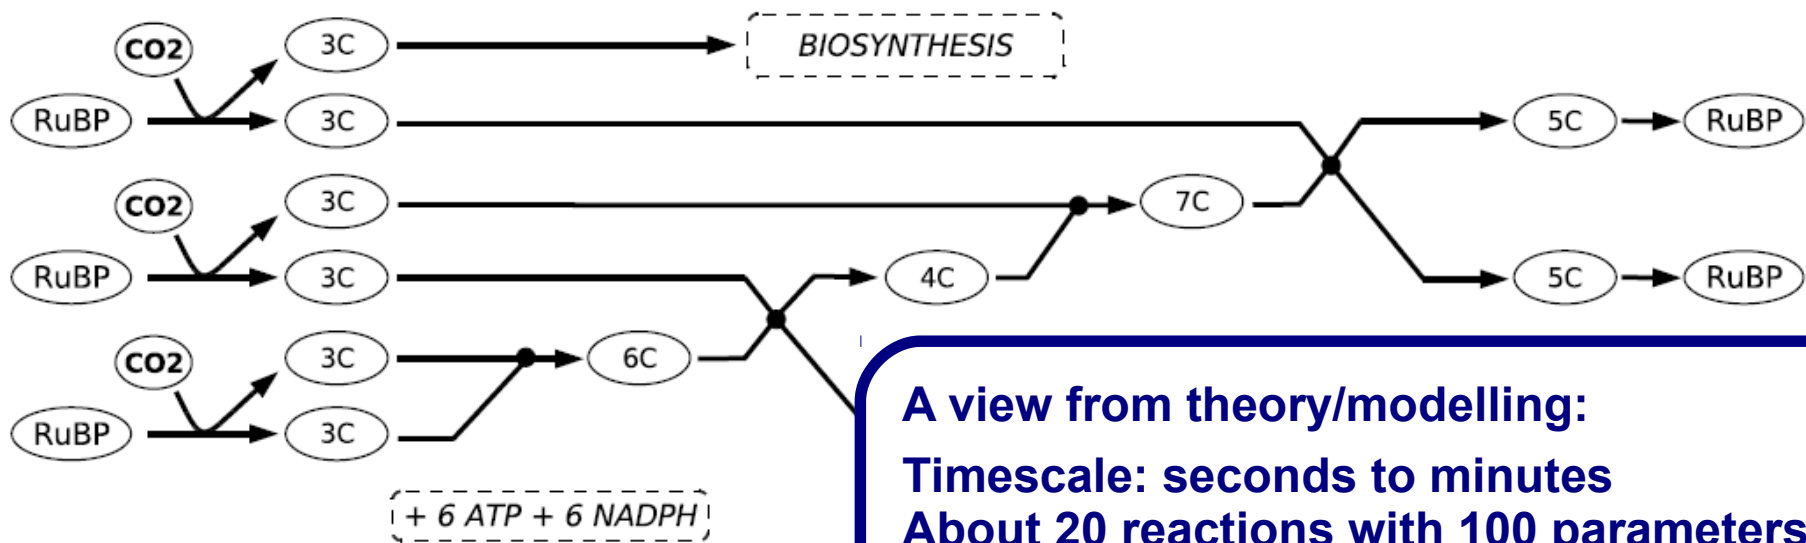 CO2 3C BIOSYNTHESIS
RuBP 3C 5C RuBP
CO2 3C 7C
RuBP 3C 4C 5C RuBP
CO2 3C 6C
RuBP 3C
+ 6 ATP + 6 NADPH
A view from theory/modelling:
Timescale: seconds to minutes
About 20 reactions with 100 parameters